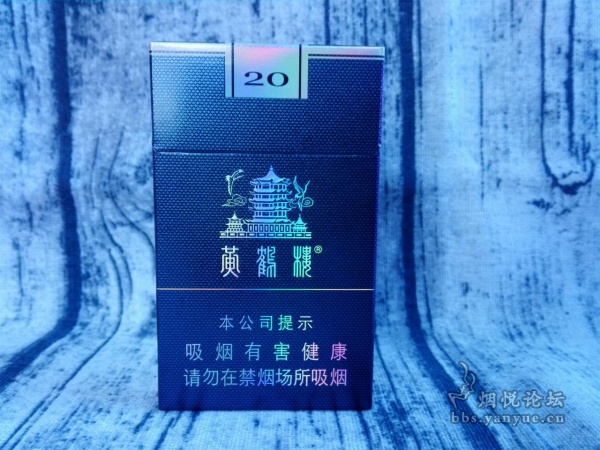 20
黄鹤楼®
本公司提示
吸烟有害健康
请勿在禁烟场所吸烟
烟悦论坛
bbs.yanyue.cn